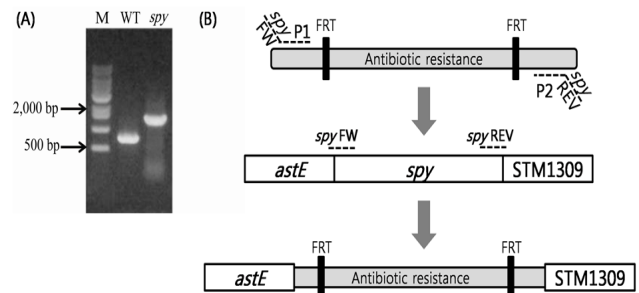 (A)
M WT spy
2,000 bp
500 bp
(B)
spy FW P1 FRT FRT
Antibiotic resistance
P2 spy REV
spy FW spy REV
astE spy STM1309
FRT FRT
astE Antibiotic resistance STM1309